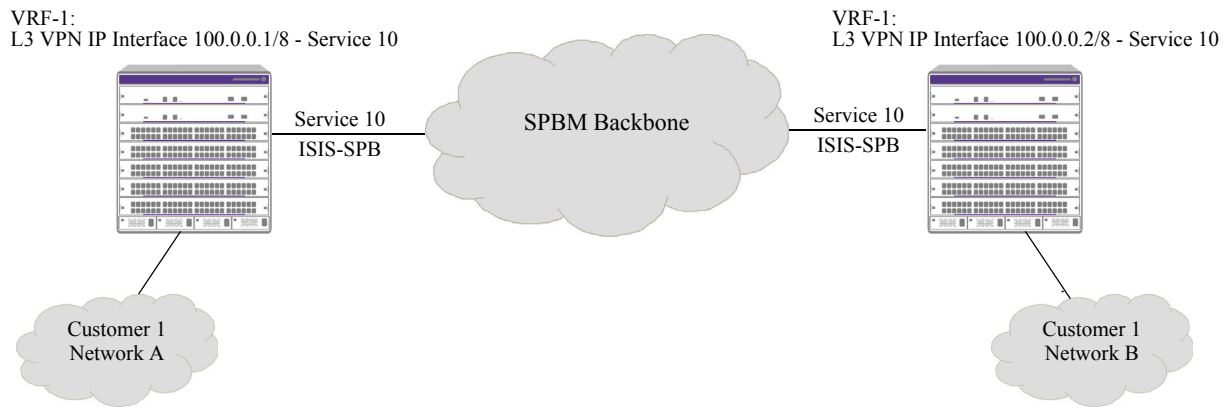 VRF-1:
L3 VPN IP Interface 100.0.0.1/8 - Service 10
VRF-1:
L3 VPN IP Interface 100.0.0.2/8 - Service 10
Service 10
ISIS-SPB
SPBM Backbone
Service 10
ISIS-SPB
Customer 1
Network A
Customer 1
Network B